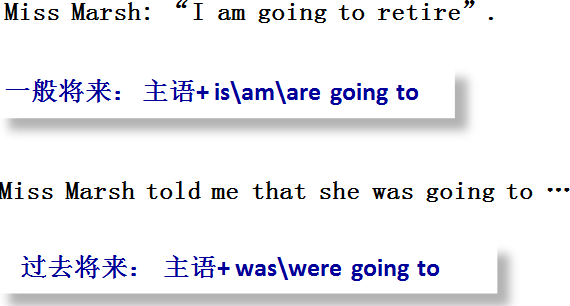 Miss Marsh: “I am going to retire”.
一般将来： 主语+ is\am\are going to
Miss Marsh told me that she was going to …
过去将来： 主语+ was\were going to